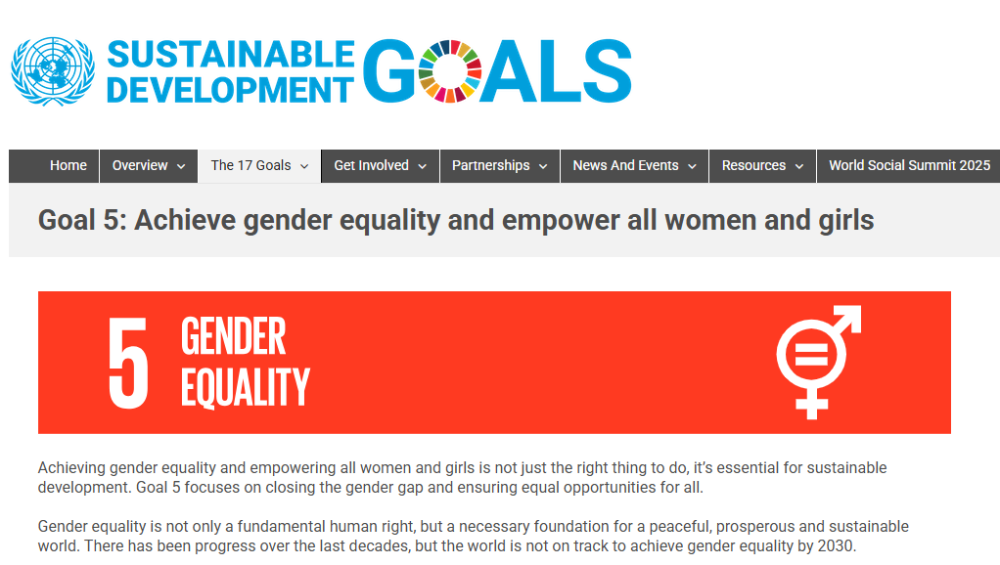 SUSTAINABLE
DEVELOPMENT
GOALS
Home Overview The 17 Goals Get Involved Partnerships News And Events Resources World Social Summit 2025
Goal 5: Achieve gender equality and empower all women and girls
5 GENDER
EQUALITY
Achieving gender equality and empowering all women and girls is not just the right thing to do, it’s essential for sustainable
development. Goal 5 focuses on closing the gender gap and ensuring equal opportunities for all.
Gender equality is not only a fundamental human right, but a necessary foundation for a peaceful, prosperous and sustainable
world. There has been progress over the last decades, but the world is not on track to achieve gender equality by 2030.